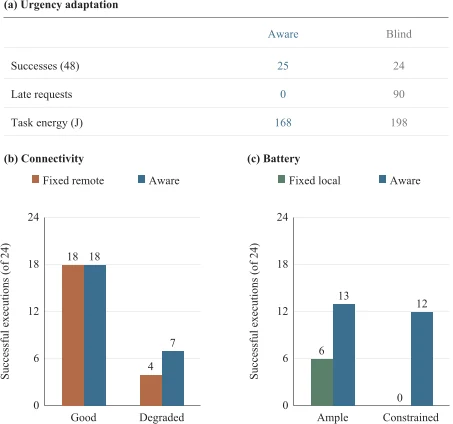 (a) Urgency adaptation
Aware Blind
Successes (48) 25 24
Late requests 0 90
Task energy (J) 168 198
(b) Connectivity
Fixed remote Aware
Successful executions (of 24)
24
18
12
6
0
18 18
4 7
Good Degraded
(c) Battery
Fixed local Aware
Successful executions (of 24)
24
18
12
6
0
6 13
0 12
Ample Constrained